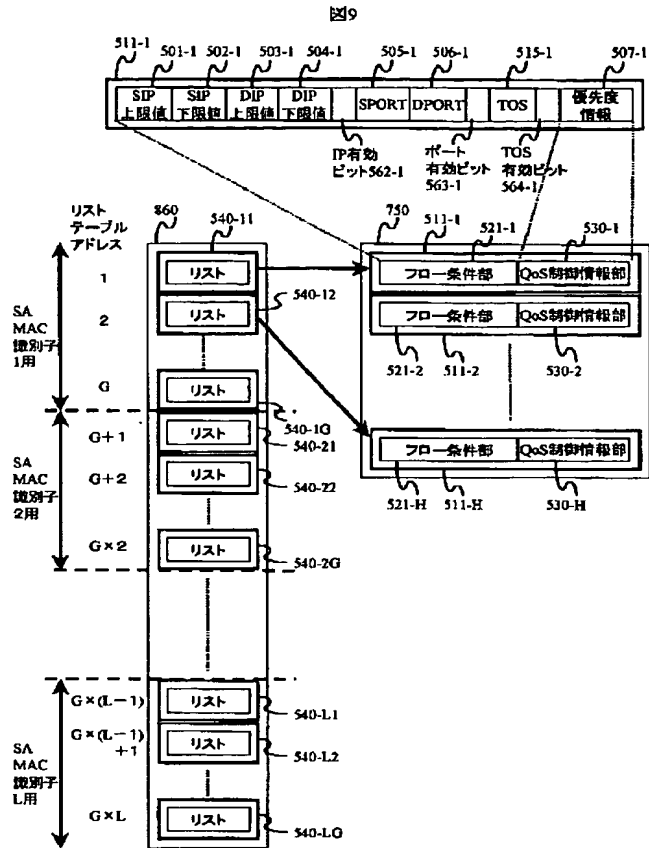 図9
511-1 501-1 502-1 503-1 504-1 505-1 506-1 515-1 507-1
SIP 上限値
SIP 下限値
DIP 上限値
DIP 下限値
SPORT
DPORT
TOS
優先度 情報
IP有効 ビット562-1
ポート 有効ビット 563-1
TOS 有効ビット 564-1
リスト テーブル アドレス
860 540-11
750 511-1 521-1 530-1
1 リスト
フロー条件部 QoS制御情報部
2 リスト 540-12
フロー条件部 QoS制御情報部
521-2 511-2 530-2
SA MAC 識別子 1用
G リスト
540-1G
G+1 リスト
540-21
フロー条件部 QoS制御情報部
521-H 511-H 530-H
SA MAC 識別子 2用
G+2 リスト
540-22
G×2 リスト
540-2G
G×(L-1) リスト
540-L1
G×(L-1) +1 リスト
540-L2
SA MAC 識別子 L用
G×L リスト
540-LG